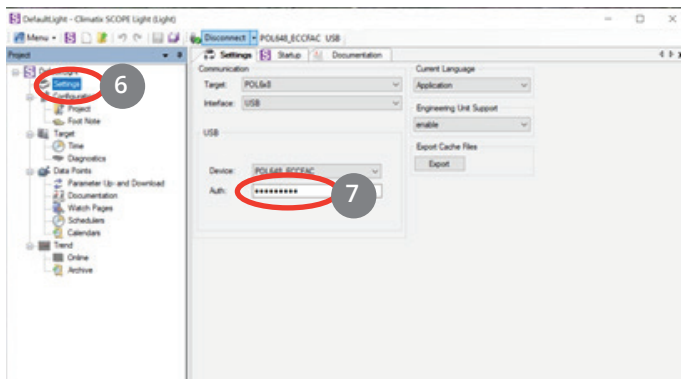 DefaultLight - Climatix SCOPE Light (Light)
Menu
Disconnect POL648_ECCFAC USB
Project
Settings Startup Documentation
Settings
6
Project
Foot Note
Target
Time
Diagnostics
Data Points
Parameter Up- and Download
Documentation
Watch Pages
Schedulers
Calendars
Trend
Online
Archive
Communication
Target: POL6x8
Interface: USB
USB
Device: POL648_ECCFAC
Auth: •••••••••
7
Current Language
Application
Engineering Unit Support
enable
Export Cache Files
Export